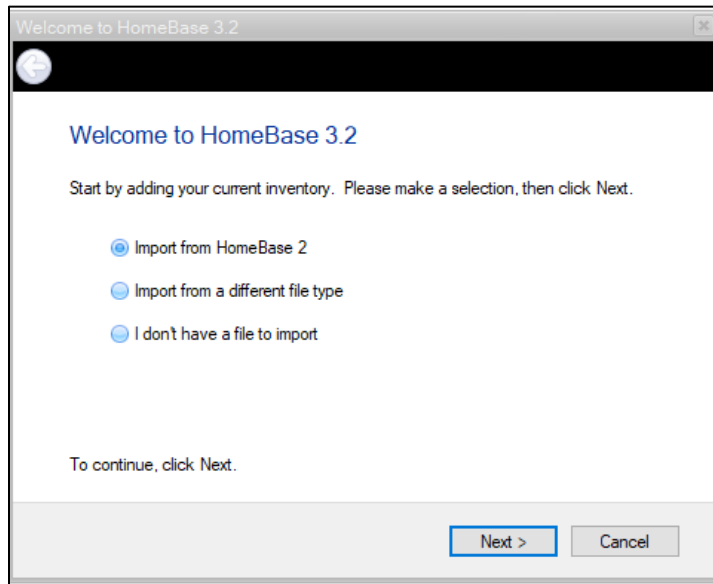 Welcome to HomeBase 3.2
Welcome to HomeBase 3.2
Start by adding your current inventory.  Please make a selection, then click Next.
Import from HomeBase 2
Import from a different file type
I don't have a file to import
To continue, click Next.
Next > Cancel